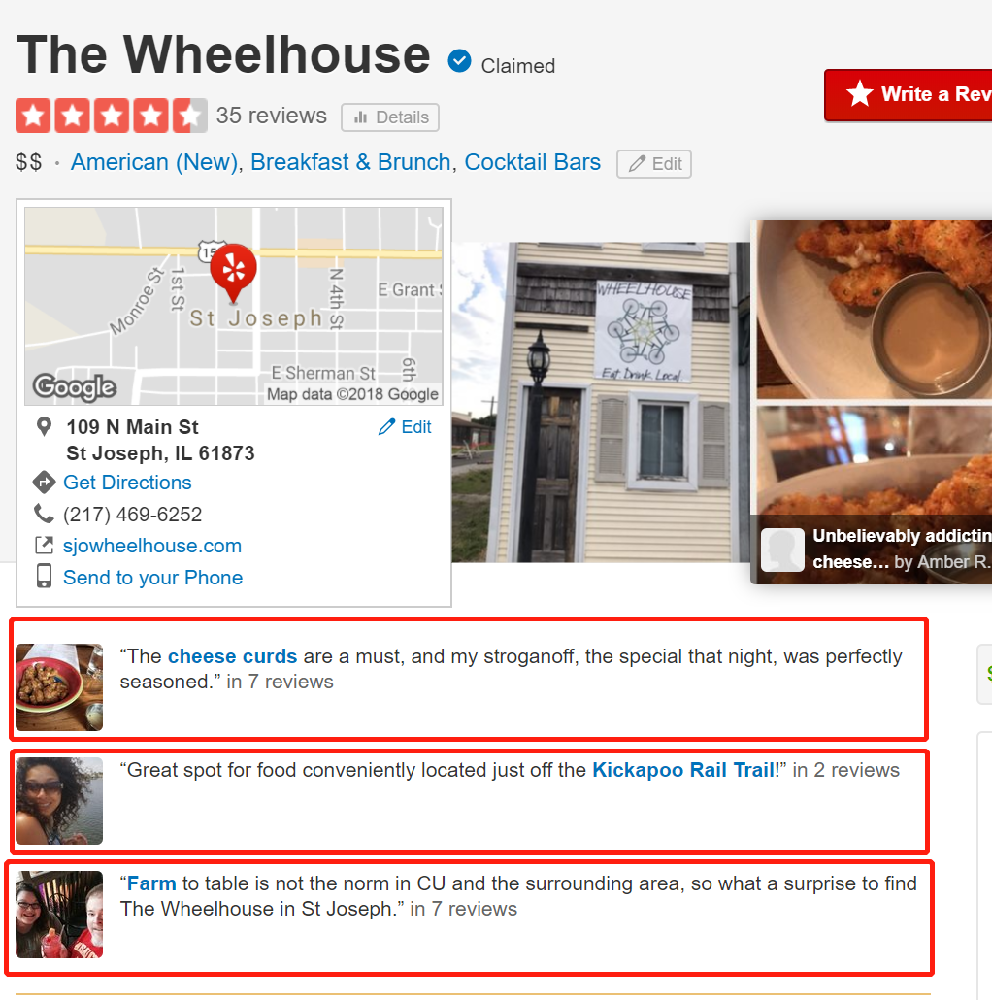 The Wheelhouse
Claimed
35 reviews
Details
Write a Rev
$$ · American (New), Breakfast & Brunch, Cocktail Bars
Edit
15
Monroe St
1st St
N 4th St
E Grant
St Joseph
E Sherman St
6th
Google
Map data ©2018 Google
109 N Main St
Edit
St Joseph, IL 61873
Get Directions
(217) 469-6252
sjowheelhouse.com
Send to your Phone
WHEELHOUSE
Eat. Drink. Local.
Unbelievably addictin
cheese... by Amber R.
“The cheese curds are a must, and my stroganoff, the special that night, was perfectly
seasoned.” in 7 reviews
“Great spot for food conveniently located just off the Kickapoo Rail Trail!” in 2 reviews
“Farm to table is not the norm in CU and the surrounding area, so what a surprise to find
The Wheelhouse in St Joseph.” in 7 reviews